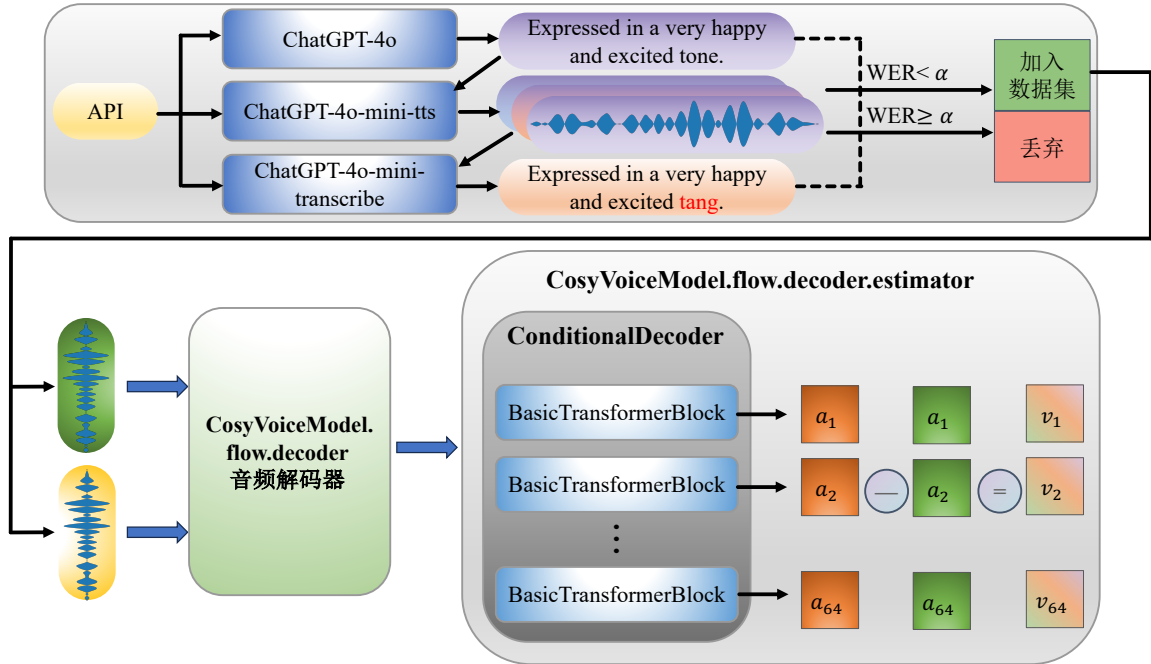 API
ChatGPT-4o
ChatGPT-4o-mini-tts
ChatGPT-4o-mini-
transcribe
Expressed in a very happy
and excited tone.
Expressed in a very happy
and excited tang.
WER< α
WER≥ α
加入
数据集
丢弃
CosyVoiceModel.
flow.decoder
音频解码器
CosyVoiceModel.flow.decoder.estimator
ConditionalDecoder
BasicTransformerBlock
a₁ a₁ v₁
BasicTransformerBlock
a₂ — a₂ = v₂
⋮
BasicTransformerBlock
a₆₄ a₆₄ v₆₄